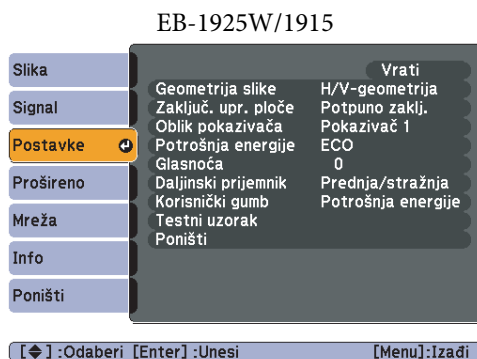 EB-1925W/1915
Slika
Signal
Postavke
Prošireno
Mreža
Info
Poništi
Vrati
Geometrija slike H/V-geometrija
Zaključ. upr. ploče Potpuno zaklj.
Oblik pokazivača Pokazivač 1
Potrošnja energije ECO
Glasnoća 0
Daljinski prijemnik Prednja/stražnja
Korisnički gumb Potrošnja energije
Testni uzorak
Poništi
[◆] :Odaberi [Enter] :Unesi [Menu]:Izađi